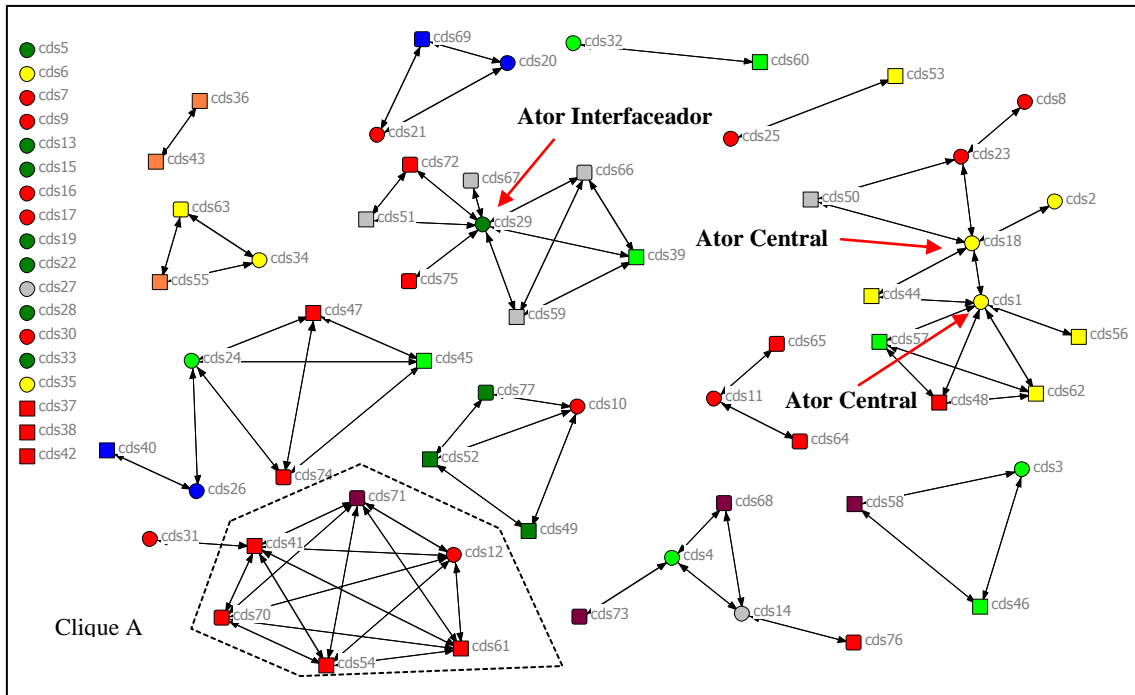 cds5
cds6
cds7
cds9
cds13
cds15
cds16
cds17
cds19
cds22
cds27
cds28
cds30
cds33
cds35
cds37
cds38
cds42
cds69
cds20
cds21
cds32
cds60
cds53
cds25
cds8
cds23
cds50
cds2
cds18
cds36
cds43
Ator Interfaceador
cds72
cds67
cds66
cds51
cds29
cds39
cds75
cds59
cds63
cds34
cds55
Ator Central
cds44
cds1
cds57
cds56
cds48
cds62
Ator Central
cds47
cds24
cds45
cds74
cds40
cds26
cds65
cds11
cds64
cds77
cds10
cds52
cds49
cds71
cds31
cds41
cds12
cds70
cds61
cds54
Clique A
cds68
cds4
cds14
cds73
cds76
cds3
cds58
cds46